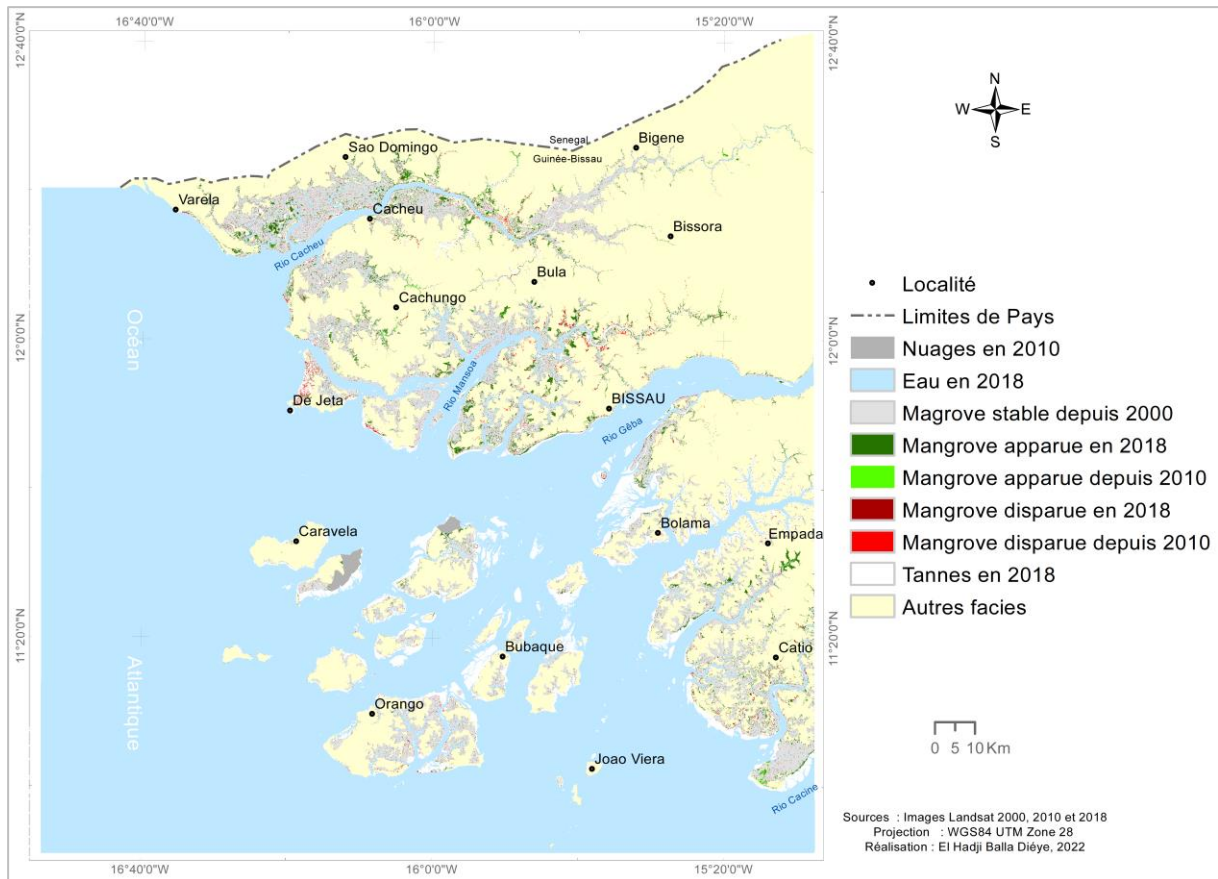 16°40'0"W
16°0'0"W
15°20'0"W
12°40'0"N
12°40'0"N
N
W
E
S
Senegal
Bigene
Sao Domingo
Guinée-Bissau
Varela
Cacheu
Bissora
Rio Cacheu
Bula
Cachungo
Océan
12°0'0"N
12°0'0"N
Rio Mansoa
De Jeta
BISSAU
Rio Gêba
Caravela
Bolama
Empada
11°20'0"N
11°20'0"N
Bubaque
Catio
Atlantique
Orango
Joao Viera
Rio Cacine
16°40'0"W
16°0'0"W
15°20'0"W
Localité
Limites de Pays
Nuages en 2010
Eau en 2018
Magrove stable depuis 2000
Mangrove apparue en 2018
Mangrove apparue depuis 2010
Mangrove disparue en 2018
Mangrove disparue depuis 2010
Tannes en 2018
Autres facies
0 5 10 Km
Sources : Images Landsat 2000, 2010 et 2018
Projection : WGS84 UTM Zone 28
Réalisation : El Hadji Balla Diéye, 2022